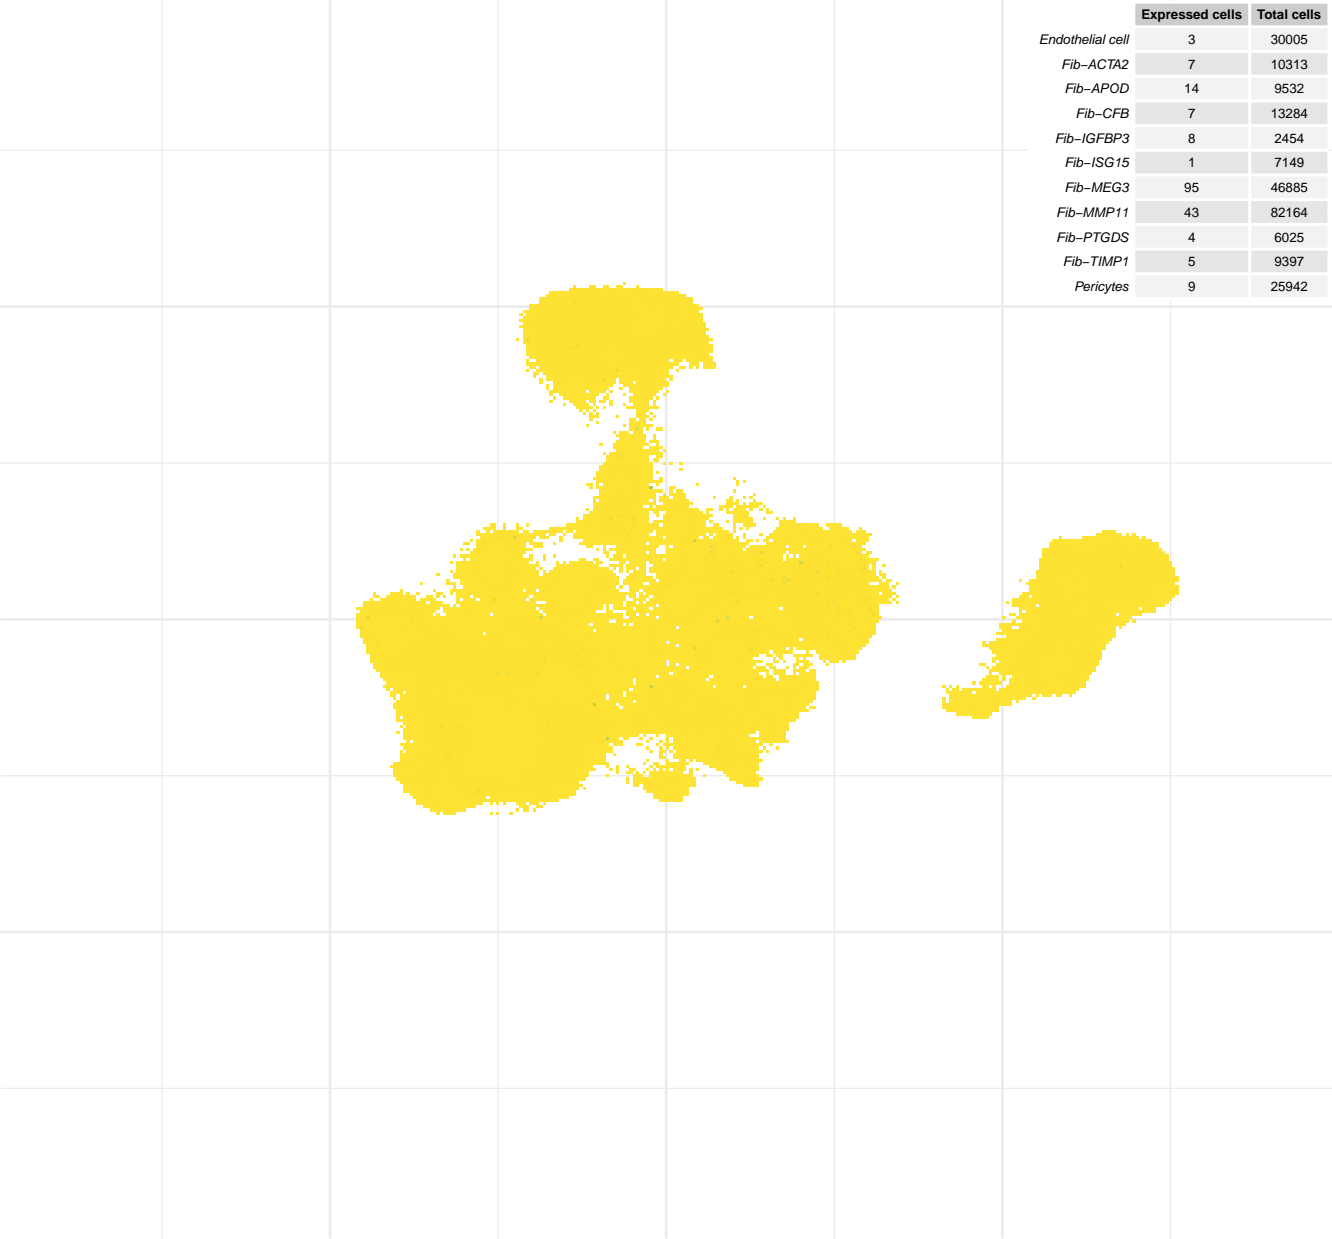 Expressed cells Total cells
Endothelial cell 3 30005
Fib−ACTA2 7 10313
Fib−APOD 14 9532
Fib−CFB 7 13284
Fib−IGFBP3 8 2454
Fib−ISG15 1 7149
Fib−MEG3 95 46885
Fib−MMP11 43 82164
Fib−PTGDS 4 6025
Fib−TIMP1 5 9397
Pericytes 9 25942